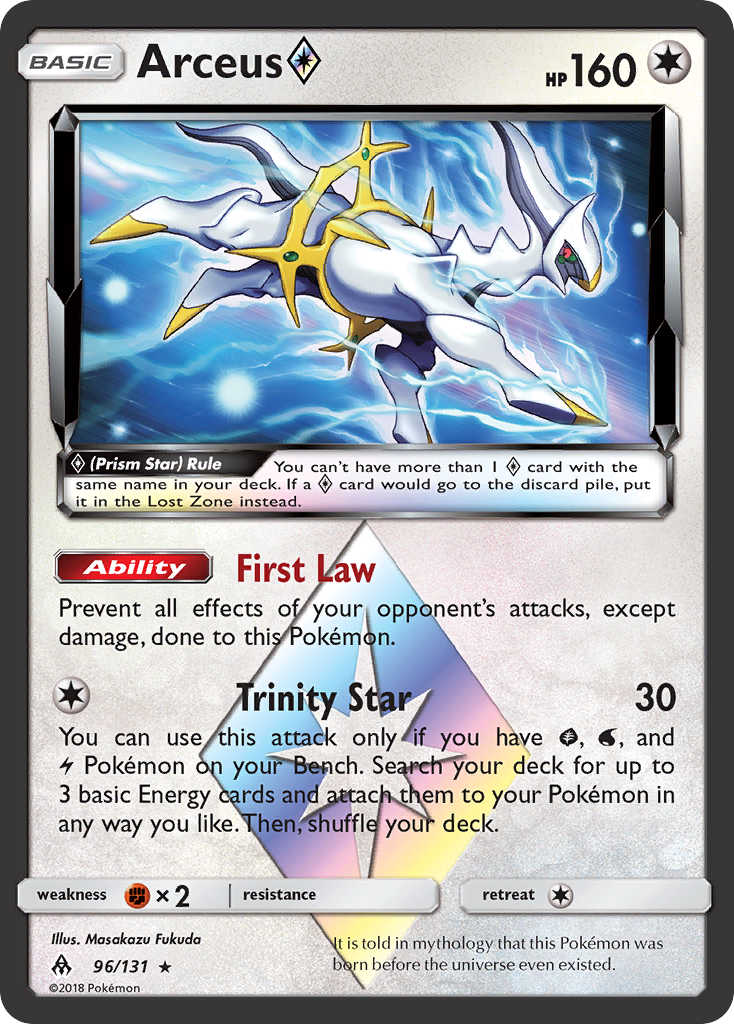 BASIC Arceus HP 160
(Prism Star) Rule You can't have more than 1 card with the
same name in your deck. If a card would go to the discard pile, put
it in the Lost Zone instead.
Ability First Law
Prevent all effects of your opponent's attacks, except
damage, done to this Pokémon.
Trinity Star 30
You can use this attack only if you have , , and
Pokémon on your Bench. Search your deck for up to
3 basic Energy cards and attach them to your Pokémon in
any way you like. Then, shuffle your deck.
weakness ×2 resistance retreat
Illus. Masakazu Fukuda
96/131 ★
©2018 Pokémon
It is told in mythology that this Pokémon was
born before the universe even existed.